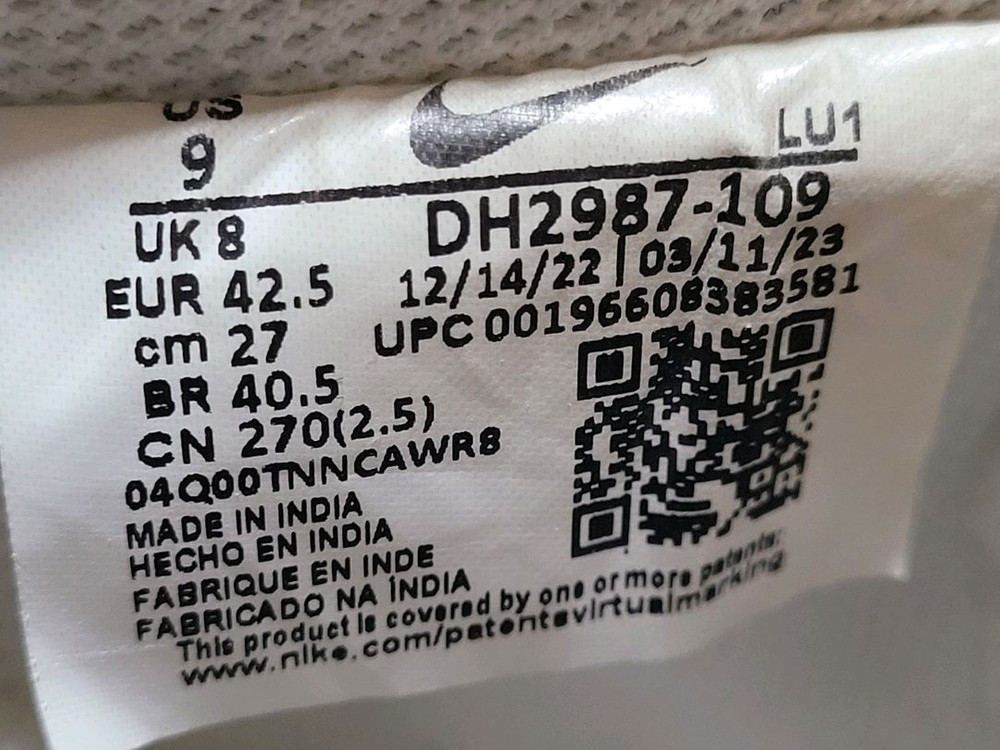 US
9
LU1
UK 8
DH2987-109
EUR 42.5
12/14/22 | 03/11/23
cm 27
UPC 00196608383581
BR 40.5
CN 270(2.5)
04Q00TNNCAWR8
MADE IN INDIA
HECHO EN INDIA
FABRIQUE EN INDE
FABRICADO NA ÍNDIA
This product is covered by one or more patents:
www.nike.com/patentsvirtualmarking